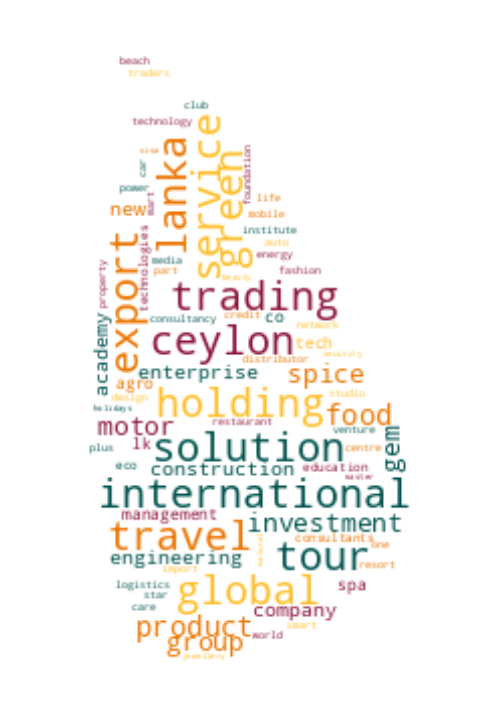 beach
traders
club
technology
service
lanka
green
foundation
visa
car
power
mart
life
new
mobile
institute
export
technologies
auto
energy
media
part
fashion
property
beauty
trading
academy
consultancy
credit
co
network
ceylon
tech
security
distributor
enterprise
spice
agro
design
studio
holding
holidays
food
motor
restaurant
venture
gem
lk
solution
plus
centre
eco
construction
education
master
international
management
investment
travel
natural
consultants
one
tour
engineering
resort
import
logistics
global
spa
star
care
company
product
smart
group
world
jewellery